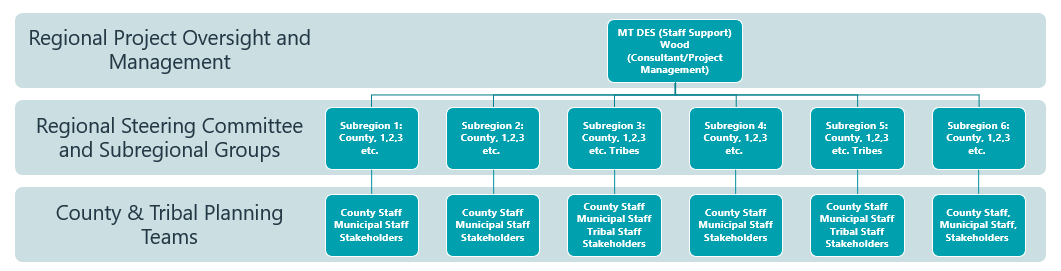 Regional Project Oversight and
Management
MT DES (Staff Support)
Wood
(Consultant/Project
Management)
Regional Steering Committee
and Subregional Groups
Subregion 1:
County, 1,2,3
etc.
Subregion 2:
County, 1,2,3
etc.
Subregion 3:
County, 1,2,3
etc. Tribes
Subregion 4:
County, 1,2,3
etc.
Subregion 5:
County, 1,2,3
etc. Tribes
Subregion 6:
County, 1,2,3
etc.
County & Tribal Planning
Teams
County Staff
Municipal Staff
Stakeholders
County Staff
Municipal Staff
Stakeholders
County Staff
Municipal Staff
Tribal Staff
Stakeholders
County Staff
Municipal Staff
Stakeholders
County Staff
Municipal Staff
Tribal Staff
Stakeholders
County Staff,
Municipal Staff,
Stakeholders